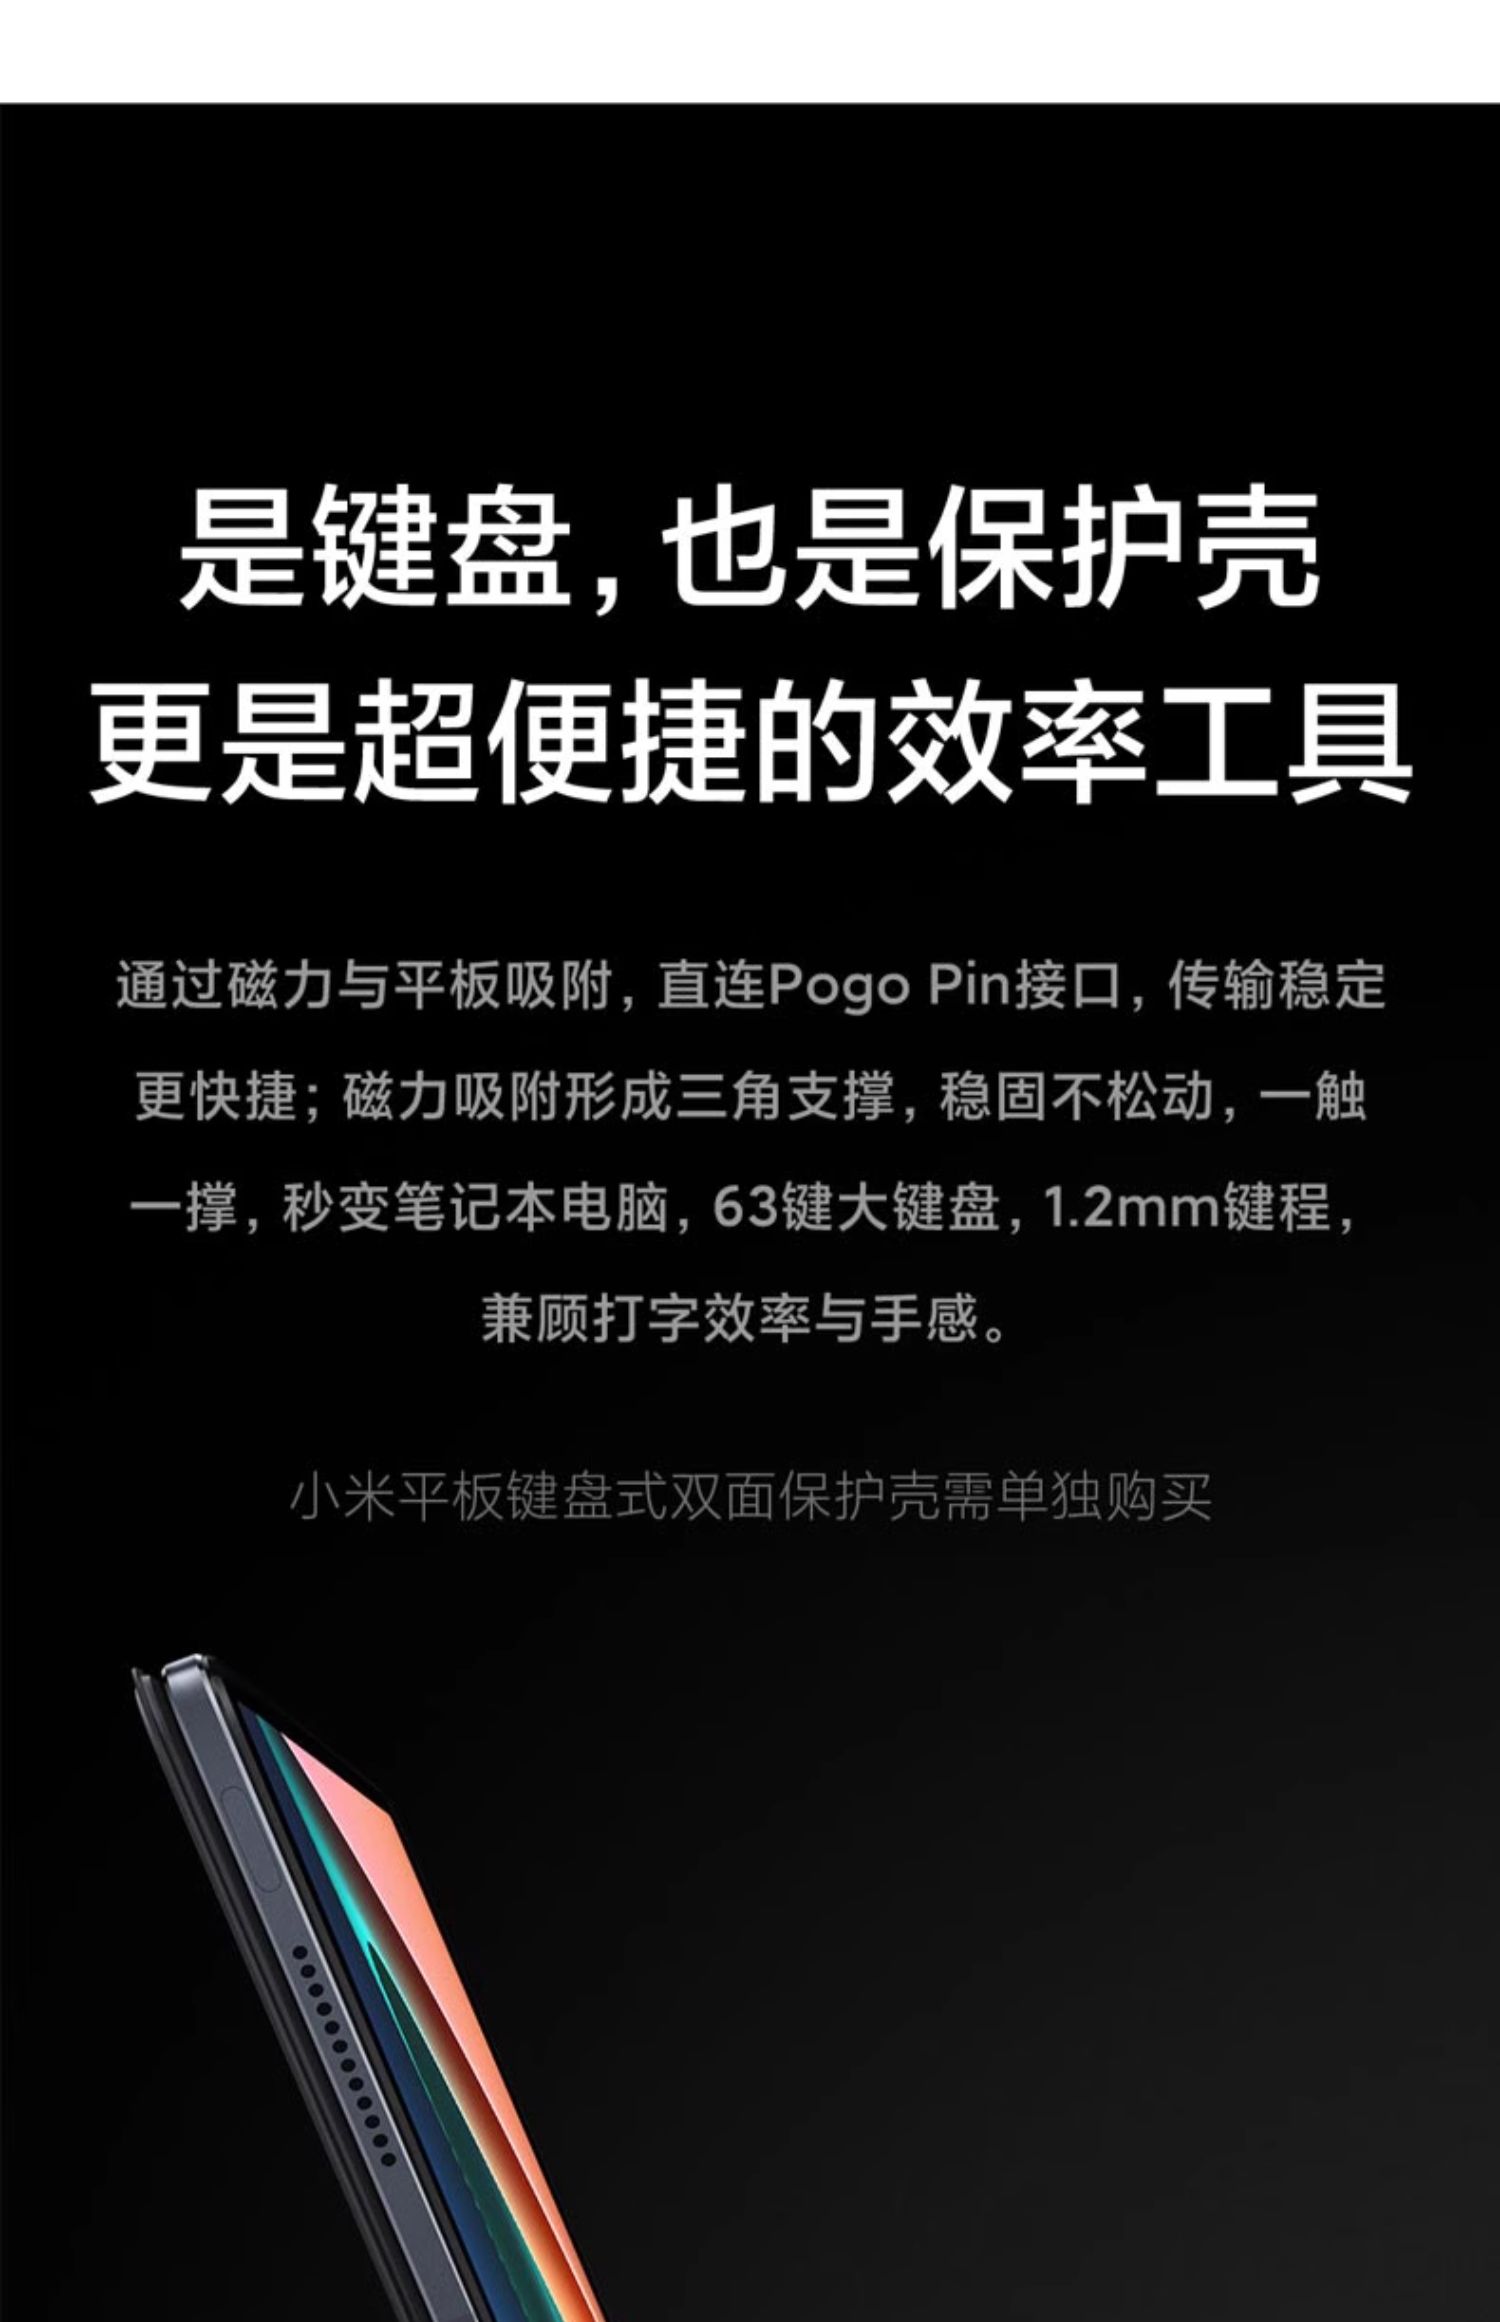 是键盘，也是保护壳
更是超便捷的效率工具
通过磁力与平板吸附，直连Pogo Pin接口，传输稳定
更快捷；磁力吸附形成三角支撑，稳固不松动，一触
一撑，秒变笔记本电脑，63键大键盘，1.2mm键程，
兼顾打字效率与手感。
小米平板键盘式双面保护壳需单独购买